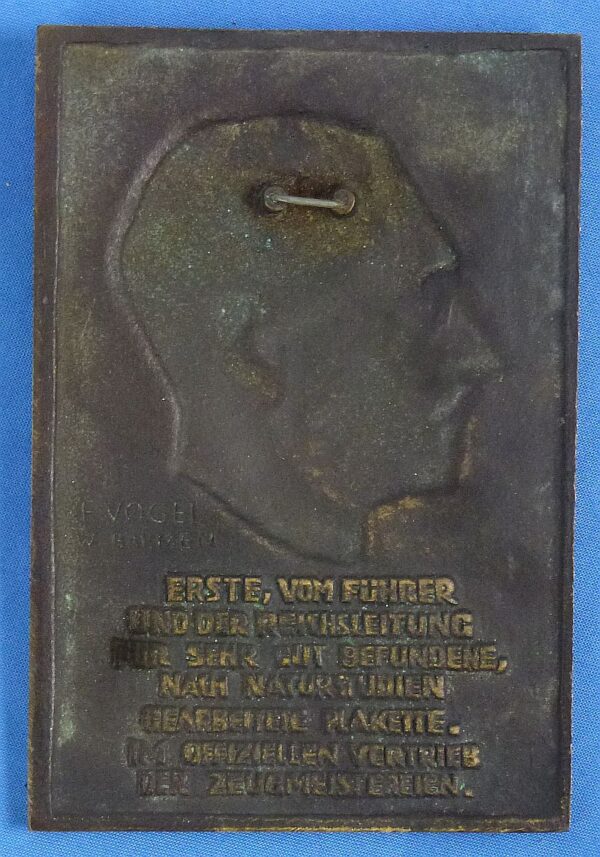 F. VOGEL
W.
ERSTE, VOM FÜHRER
UND DER REICHSLEITUNG
FÜR SEHR GUT BEFUNDENE,
NACH NATURSTUDIEN
GEARBEITETE PLAKETTE.
IM OFFIZIELLEN VERTRIEB
DER ZEUGMEISTEREIEN.